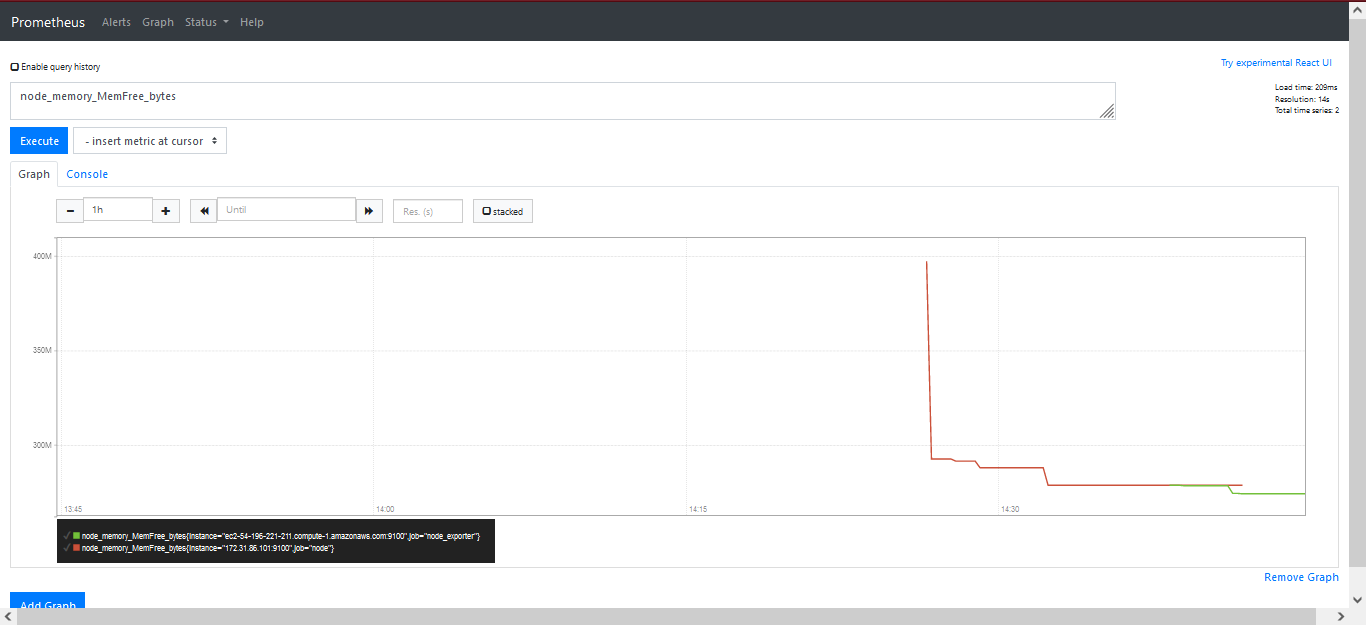 Prometheus Alerts Graph Status Help
Enable query history
Try experimental React UI
node_memory_MemFree_bytes
Load time: 209ms
Resolution: 14s
Total time series: 2
Execute
- insert metric at cursor
Graph
Console
1h
Until
Res. (s)
stacked
400M
350M
300M
13:45
14:00
14:15
14:30
node_memory_MemFree_bytes{instance="ec2-54-196-221-211.compute-1.amazonaws.com:9100",job="node_exporter"}
node_memory_MemFree_bytes{instance="172.31.86.101:9100",job="node"}
Remove Graph
Add Graph